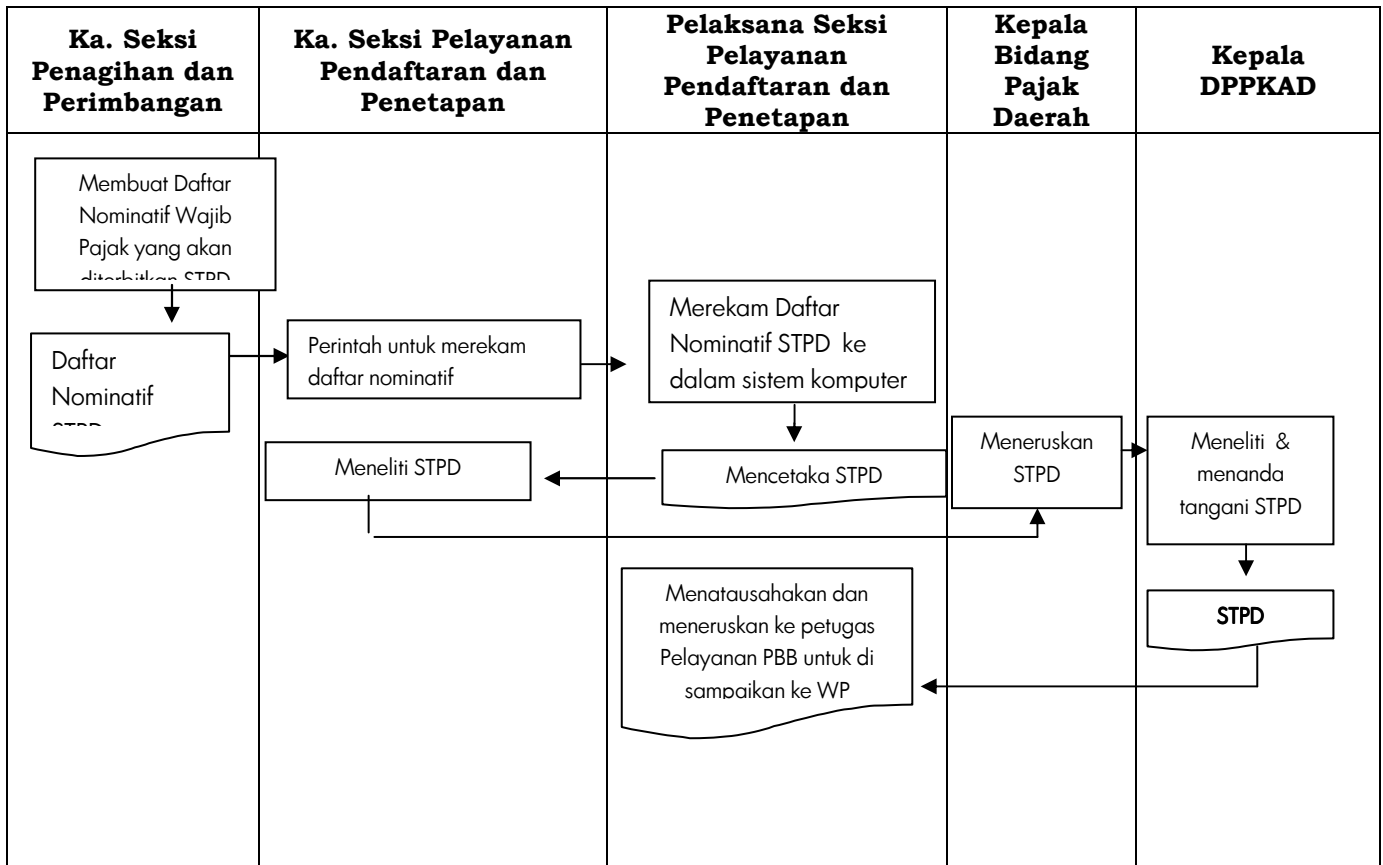 Ka. Seksi
Penagihan dan
Perimbangan
Ka. Seksi Pelayanan
Pendaftaran dan
Penetapan
Pelaksana Seksi
Pelayanan
Pendaftaran dan
Penetapan
Kepala
Bidang
Pajak
Daerah
Kepala
DPPKAD
Membuat Daftar
Nominatif Wajib
Pajak yang akan
diterbitkan STPD
Daftar
Nominatif
STPD
Perintah untuk merekam
daftar nominatif
Merekam Daftar
Nominatif STPD ke
dalam sistem komputer
Mencetaka STPD
Meneliti STPD
Meneruskan
STPD
Meneliti &
menanda
tangani STPD
STPD
Menatausahakan dan
meneruskan ke petugas
Pelayanan PBB untuk di
sampaikan ke WP